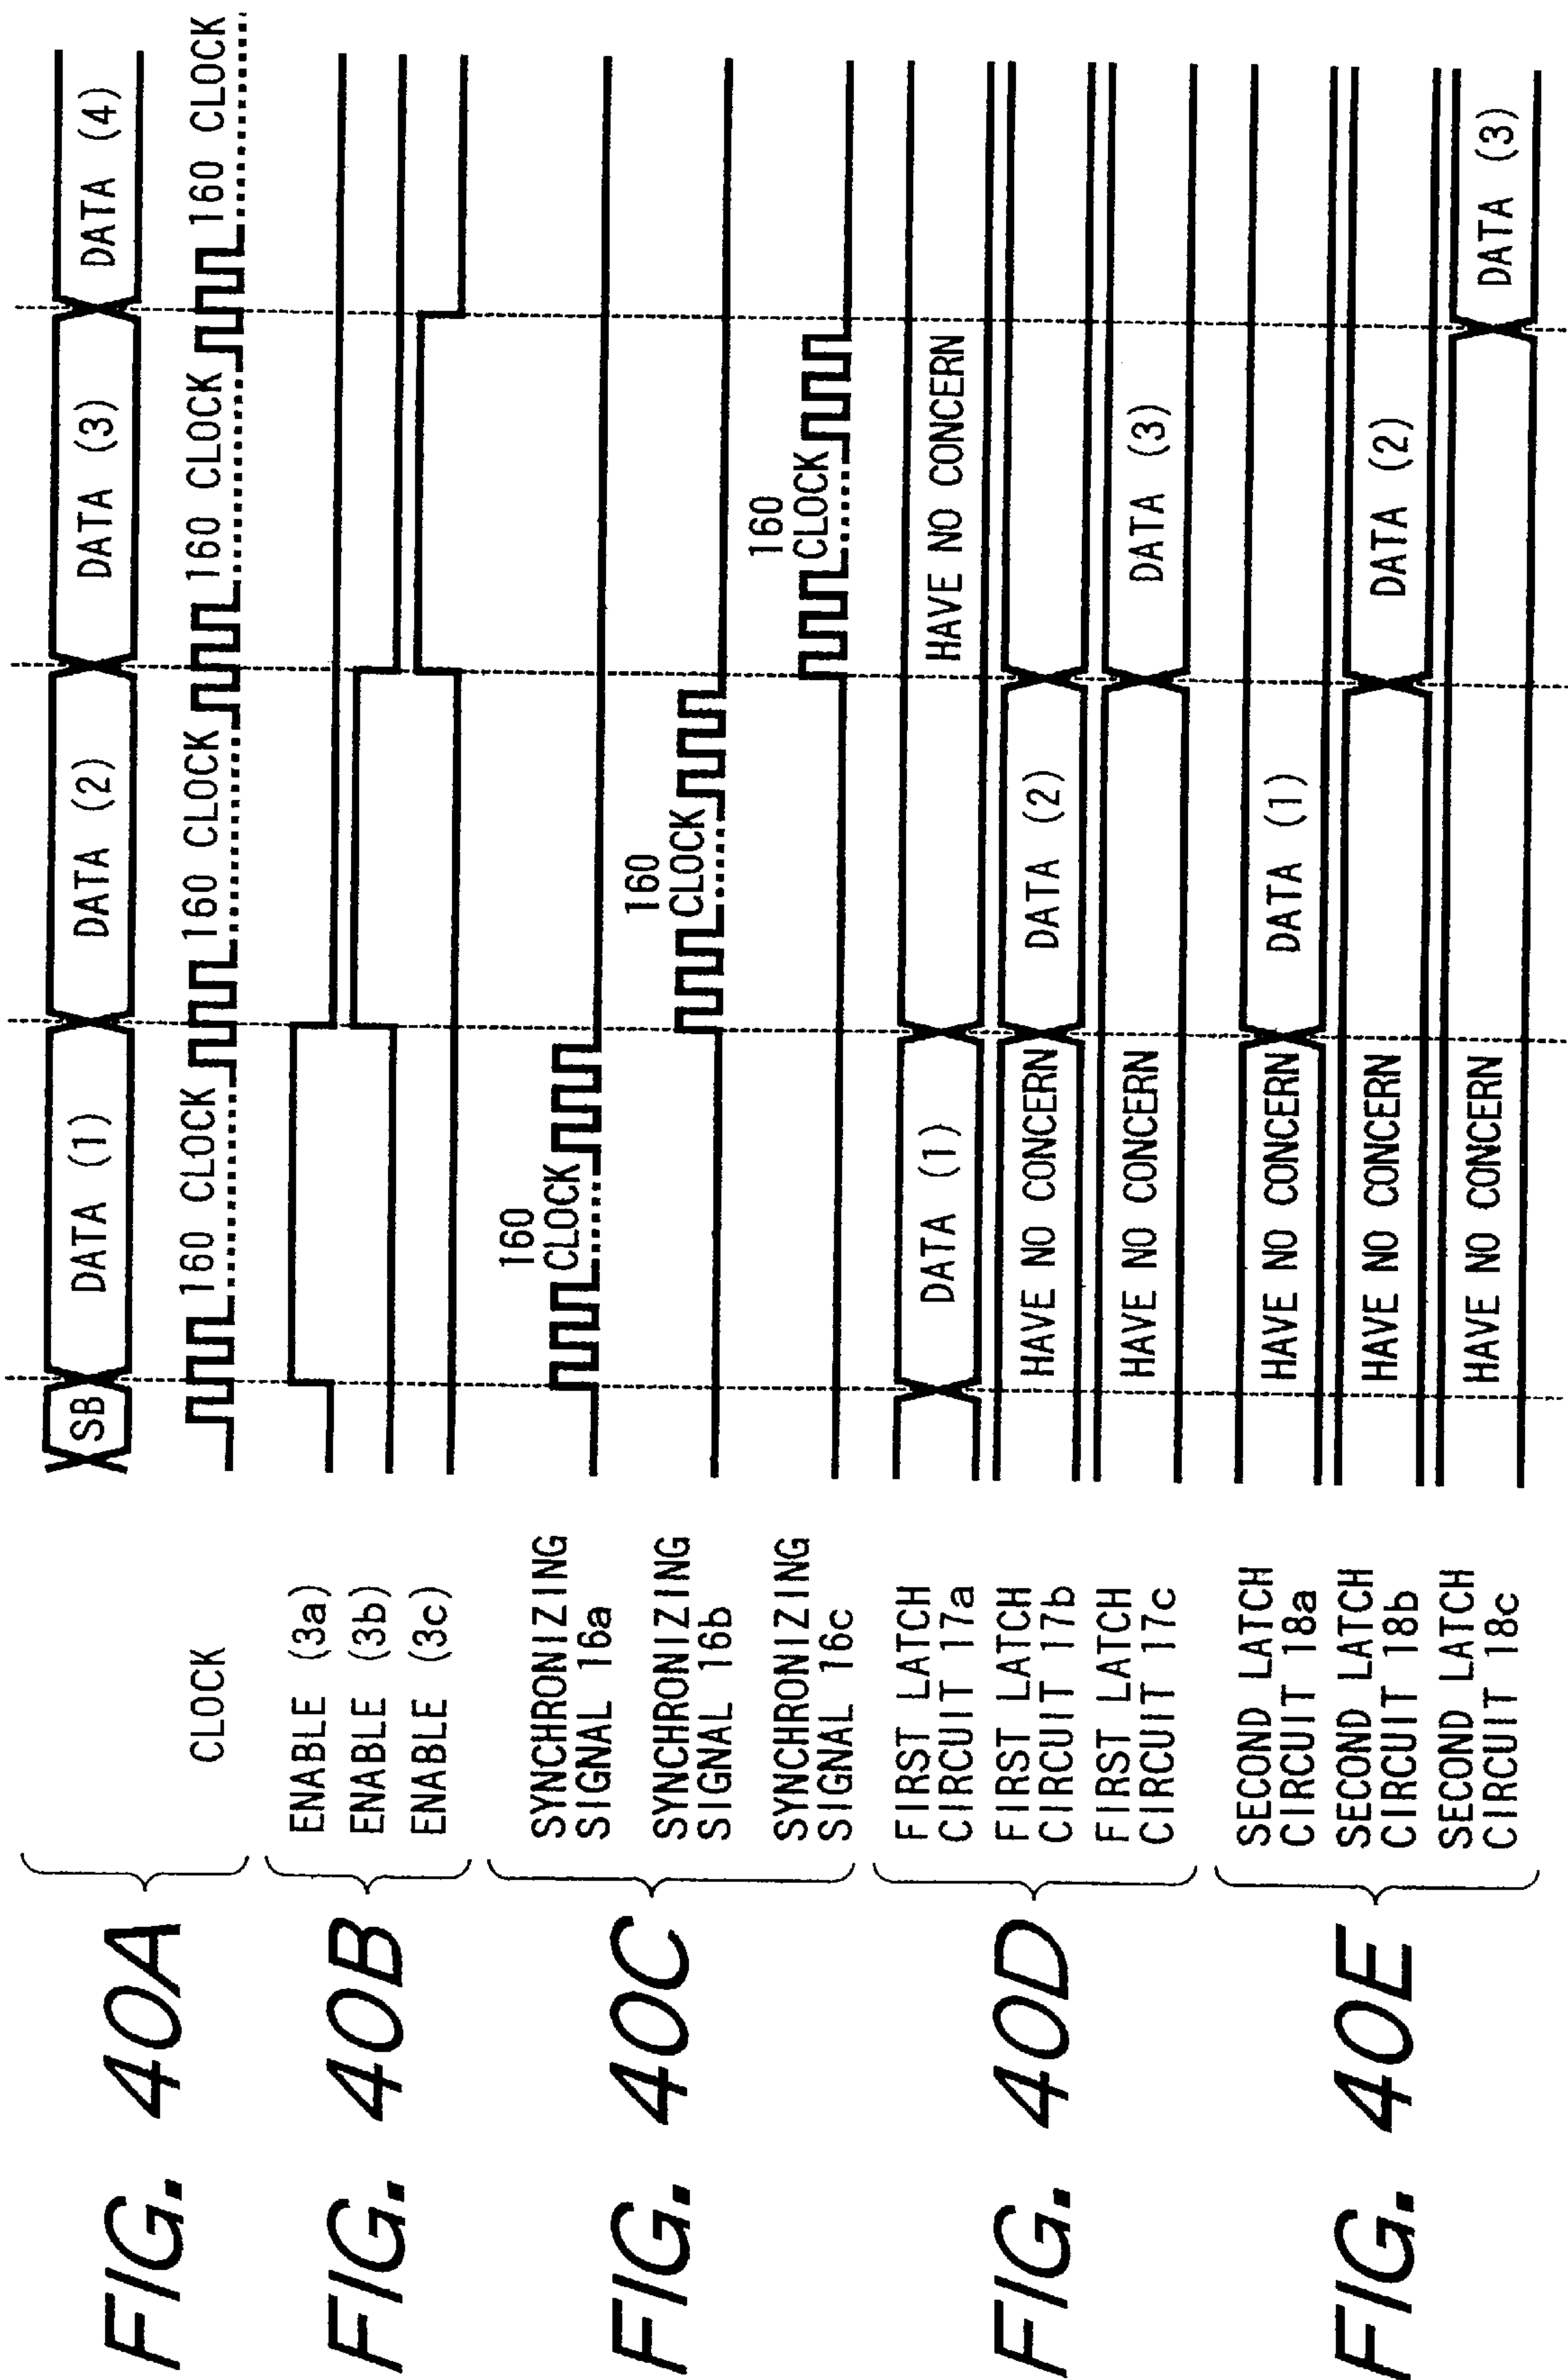 FIG. 40A
SB
DATA (1)
DATA (2)
DATA (3)
DATA (4)
CLOCK
160 CLOCK
160 CLOCK
160 CLOCK
160 CLOCK
FIG. 40B
ENABLE (3a)
ENABLE (3b)
ENABLE (3c)
FIG. 40C
SYNCHRONIZING
SIGNAL 16a
160
CLOCK
SYNCHRONIZING
SIGNAL 16b
160
CLOCK
SYNCHRONIZING
SIGNAL 16c
160
CLOCK
FIG. 40D
FIRST LATCH
CIRCUIT 17a
DATA (1)
HAVE NO CONCERN
FIRST LATCH
CIRCUIT 17b
HAVE NO CONCERN
DATA (2)
FIRST LATCH
CIRCUIT 17c
HAVE NO CONCERN
DATA (3)
FIG. 40E
SECOND LATCH
CIRCUIT 18a
HAVE NO CONCERN
DATA (1)
SECOND LATCH
CIRCUIT 18b
HAVE NO CONCERN
DATA (2)
SECOND LATCH
CIRCUIT 18c
HAVE NO CONCERN
DATA (3)